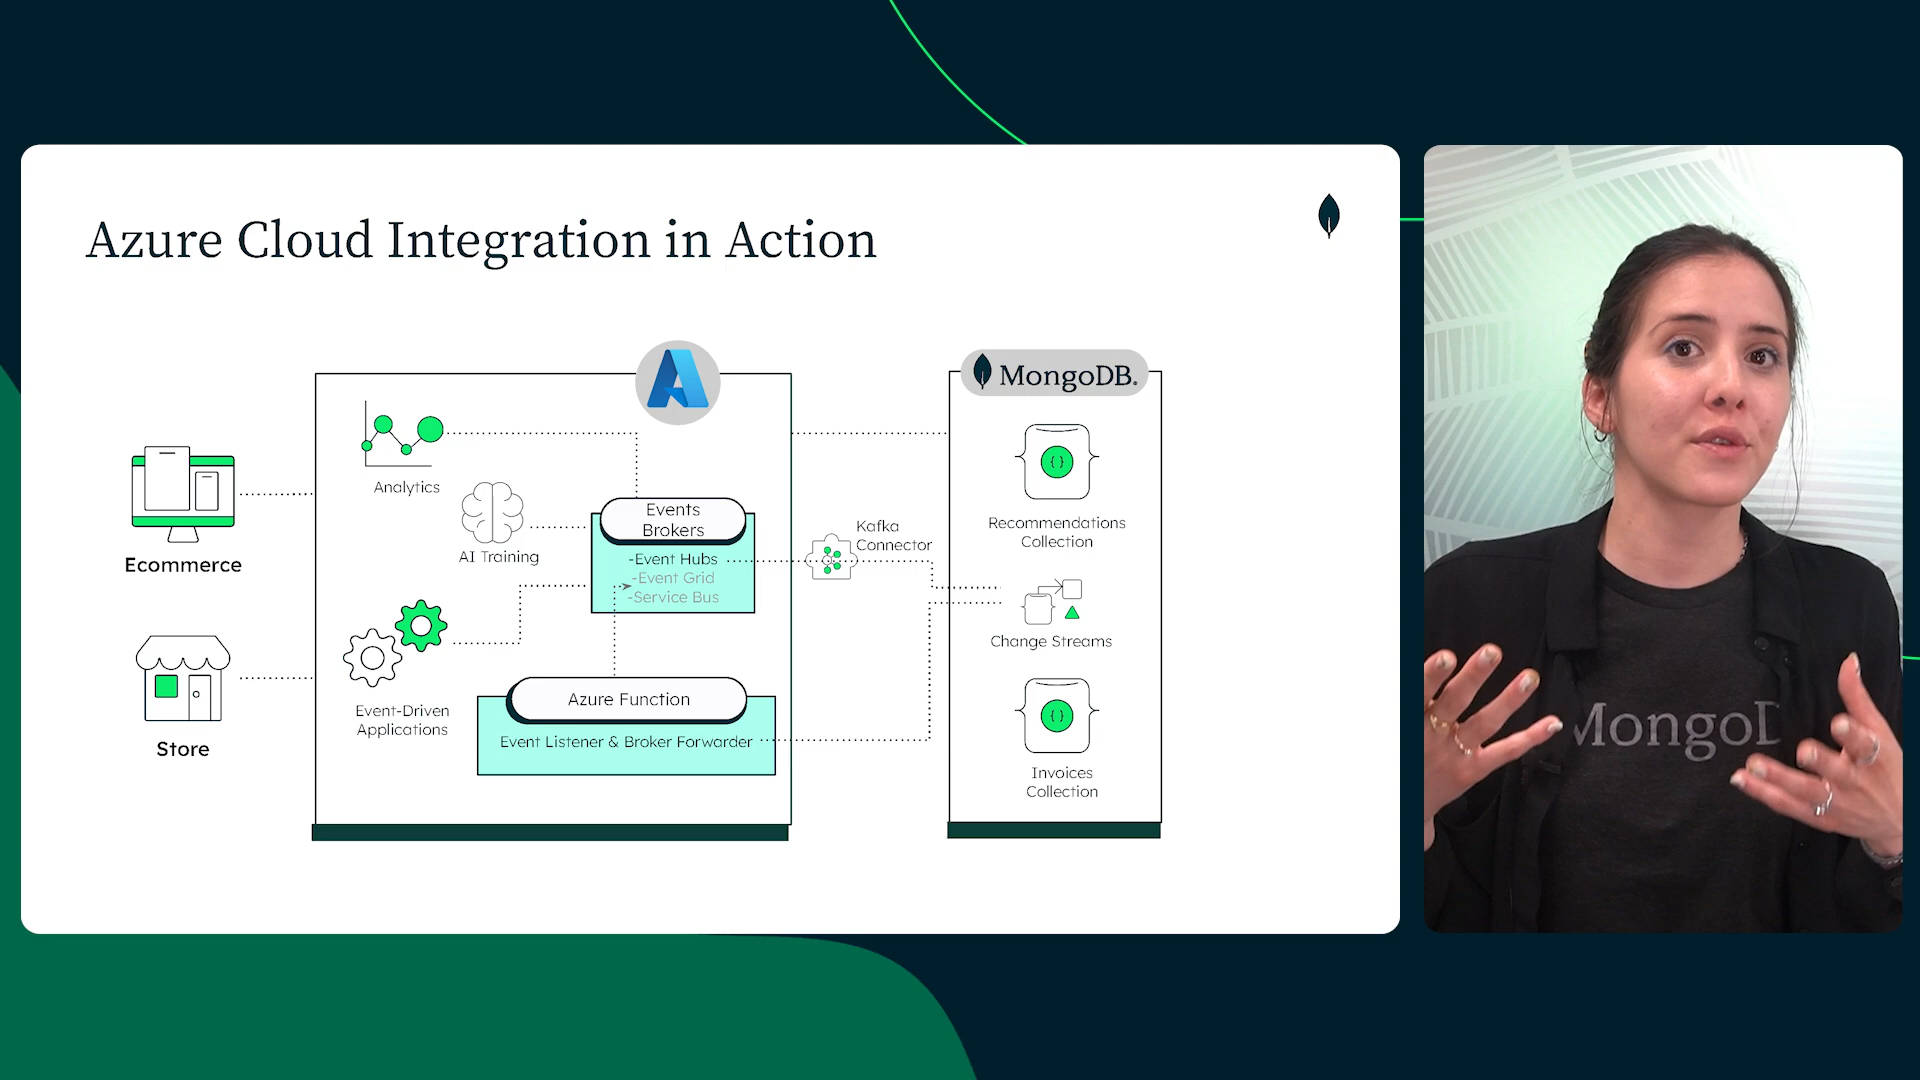 Azure Cloud Integration in Action
MongoDB®
Analytics
AI Training
Ecommerce
Store
Event-Driven
Applications
Events
Brokers
-Event Hubs
-Event Grid
-Service Bus
Azure Function
Event Listener & Broker Forwarder
Kafka
Connector
{ }
Recommendations
Collection
Change Streams
{ }
Invoices
Collection
MongoD